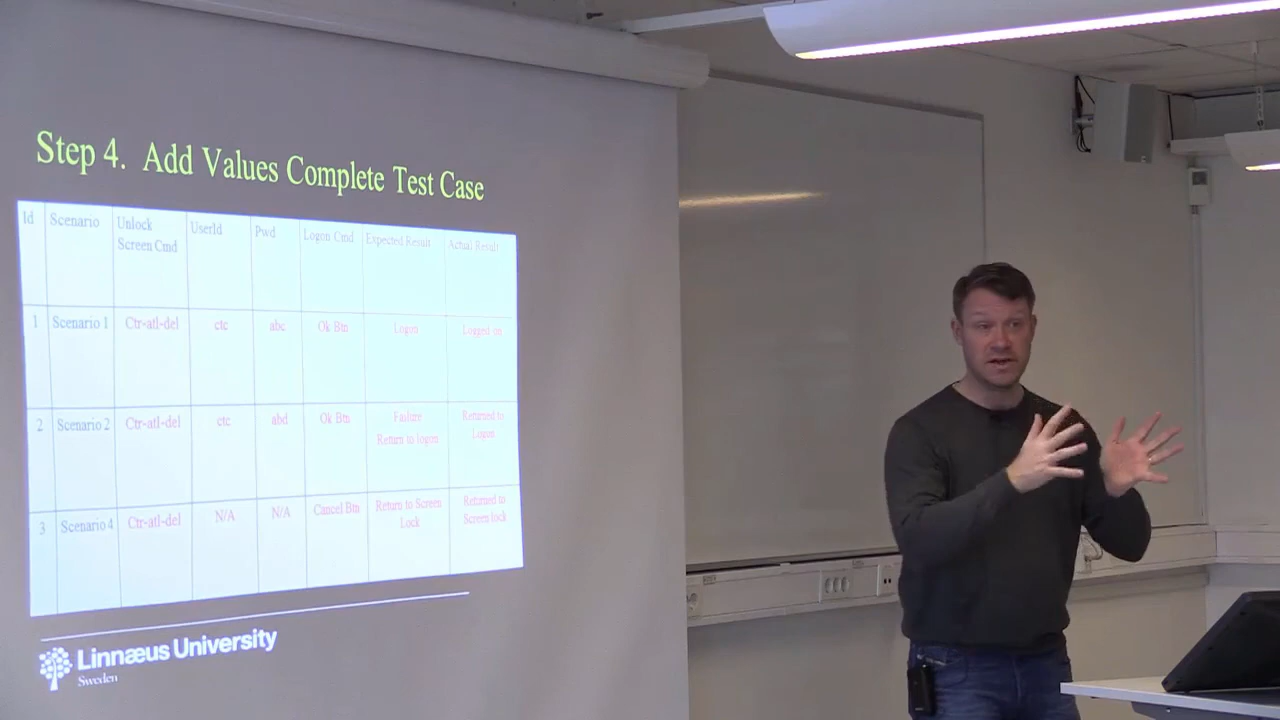 Step 4. Add Values Complete Test Case
Id Scenario Unlock Screen Cmd UserId Pwd Logon Cmd Expected Result Actual Result
1 Scenario 1 Ctr-atl-del ctc abc Ok Btn Logon Logged on
2 Scenario 2 Ctr-atl-del ctc abd Ok Btn Failure Return to logon Returned to Logon
3 Scenario 4 Ctr-atl-del N/A N/A Cancel Btn Return to Screen Lock Returned to Screen lock
Linnæus University
Sweden